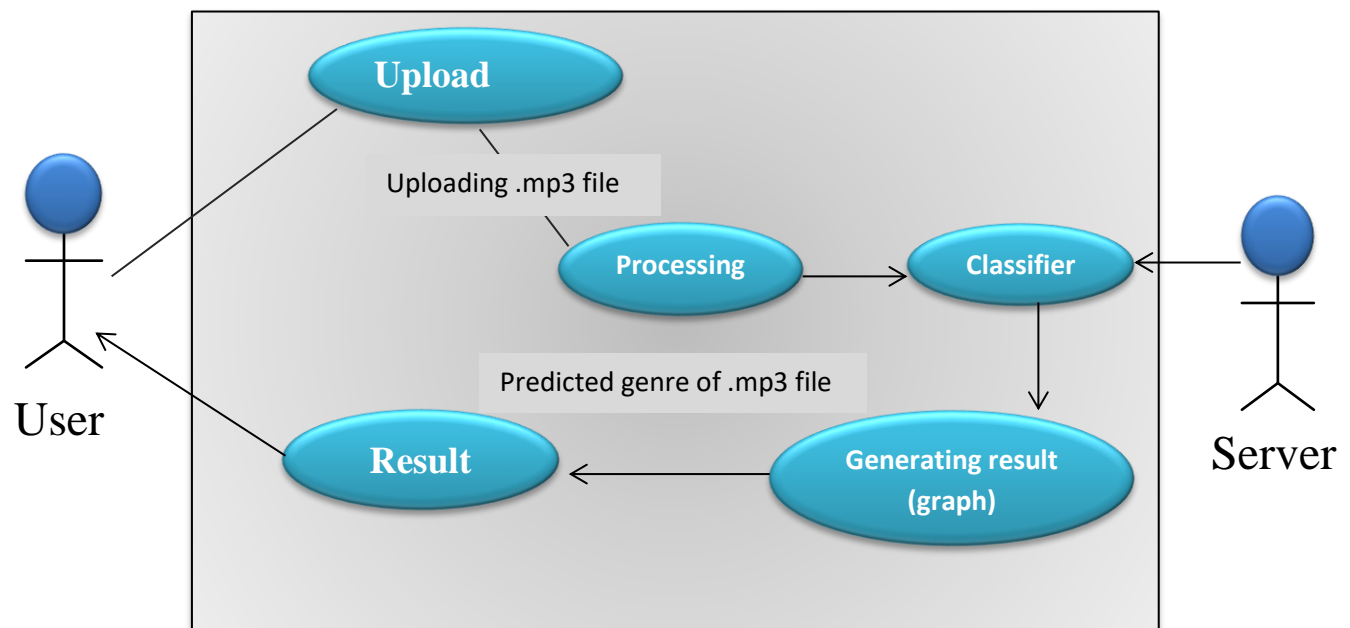 Upload
Uploading .mp3 file
Processing
Classifier
Predicted genre of .mp3 file
User
Result
Generating result
(graph)
Server